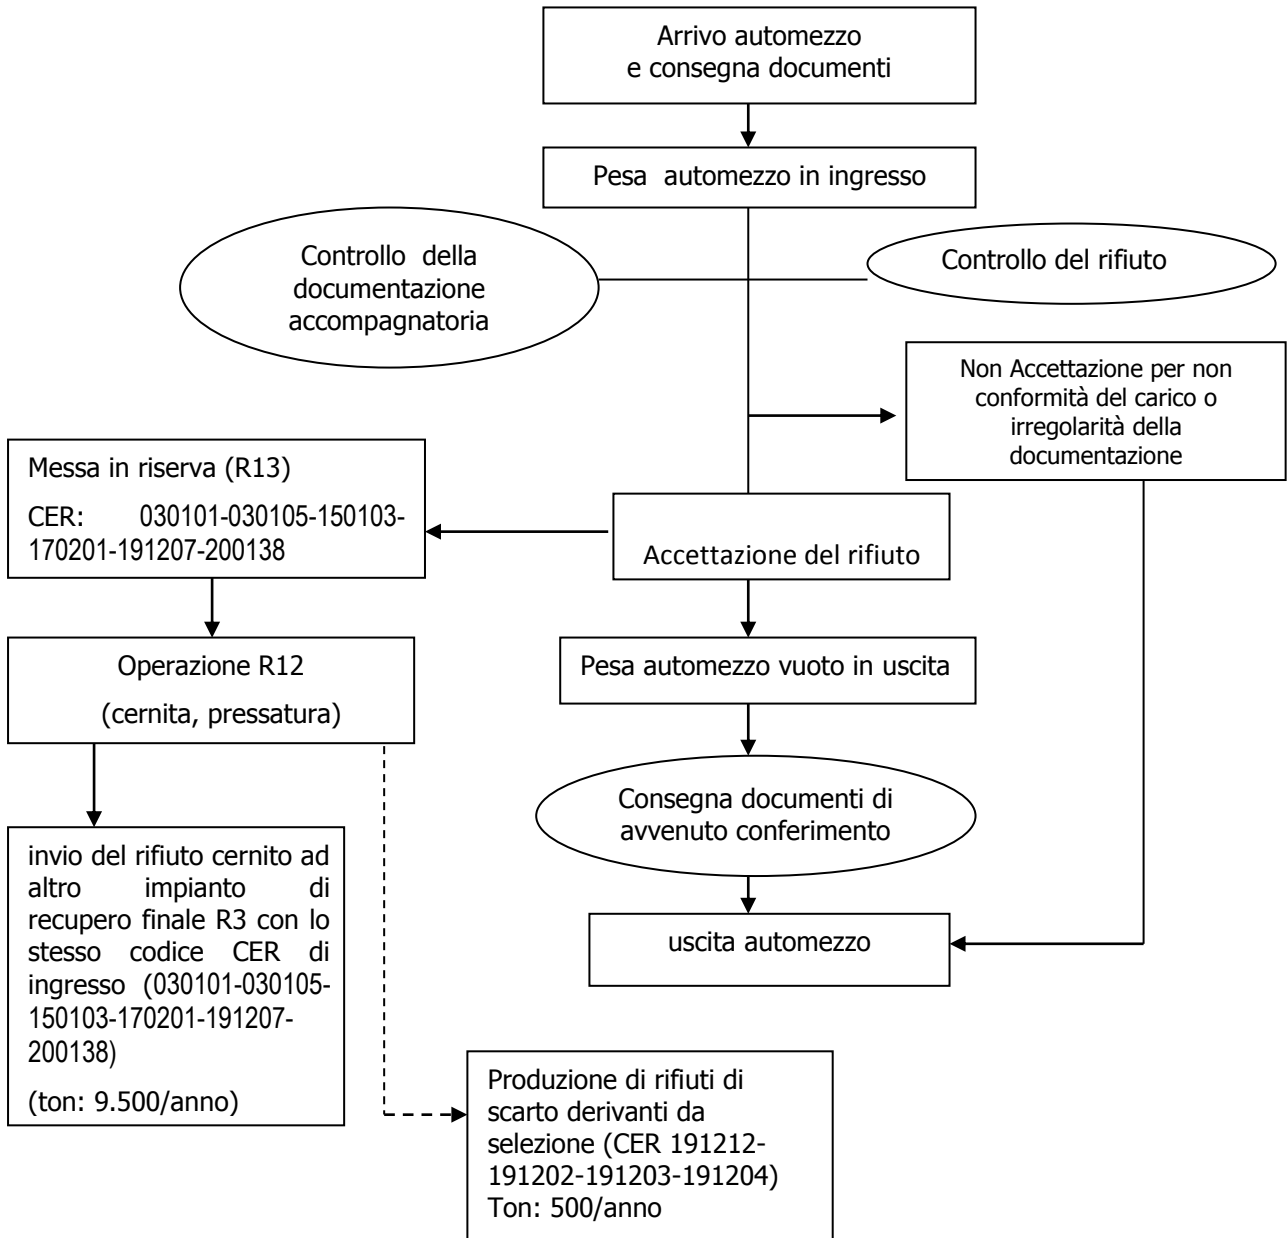 Arrivo automezzo
e consegna documenti
Pesa automezzo in ingresso
Controllo della
documentazione
accompagnatoria
Controllo del rifiuto
Non Accettazione per non
conformità del carico o
irregolarità della
documentazione
Messa in riserva (R13)
CER: 030101-030105-150103-
170201-191207-200138
Accettazione del rifiuto
Operazione R12
(cernita, pressatura)
Pesa automezzo vuoto in uscita
Consegna documenti di
avvenuto conferimento
invio del rifiuto cernito ad
altro impianto di
recupero finale R3 con lo
stesso codice CER di
ingresso (030101-030105-
150103-170201-191207-
200138)
(ton: 9.500/anno)
uscita automezzo
Produzione di rifiuti di
scarto derivanti da
selezione (CER 191212-
191202-191203-191204)
Ton: 500/anno